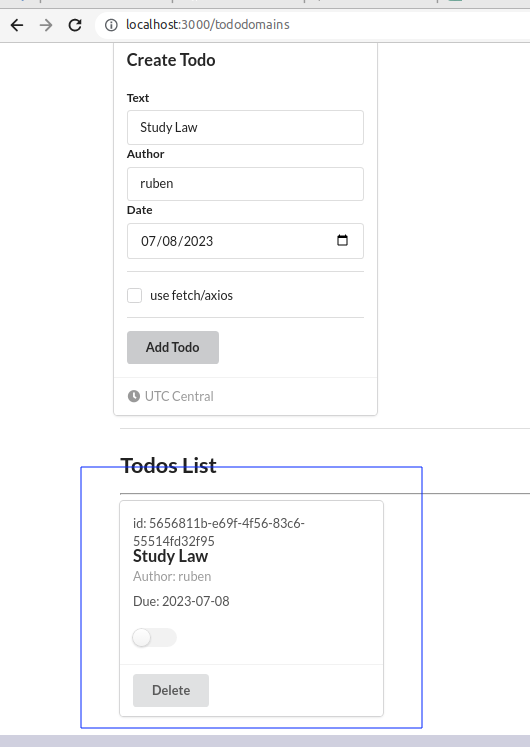 localhost:3000/tododomains
Create Todo
Text
Study Law
Author
ruben
Date
07/08/2023
use fetch/axios
Add Todo
UTC Central
Todos List
id: 5656811b-e69f-4f56-83c6-
55514fd32f95
Study Law
Author: ruben
Due: 2023-07-08
Delete